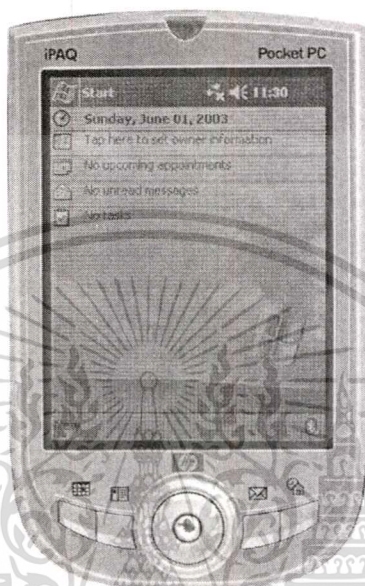 iPAQ Pocket PC
Start 11:30
Sunday, June 01, 2003
Tap here to set owner information
No upcoming appointments
No unread messages
No tasks
hp